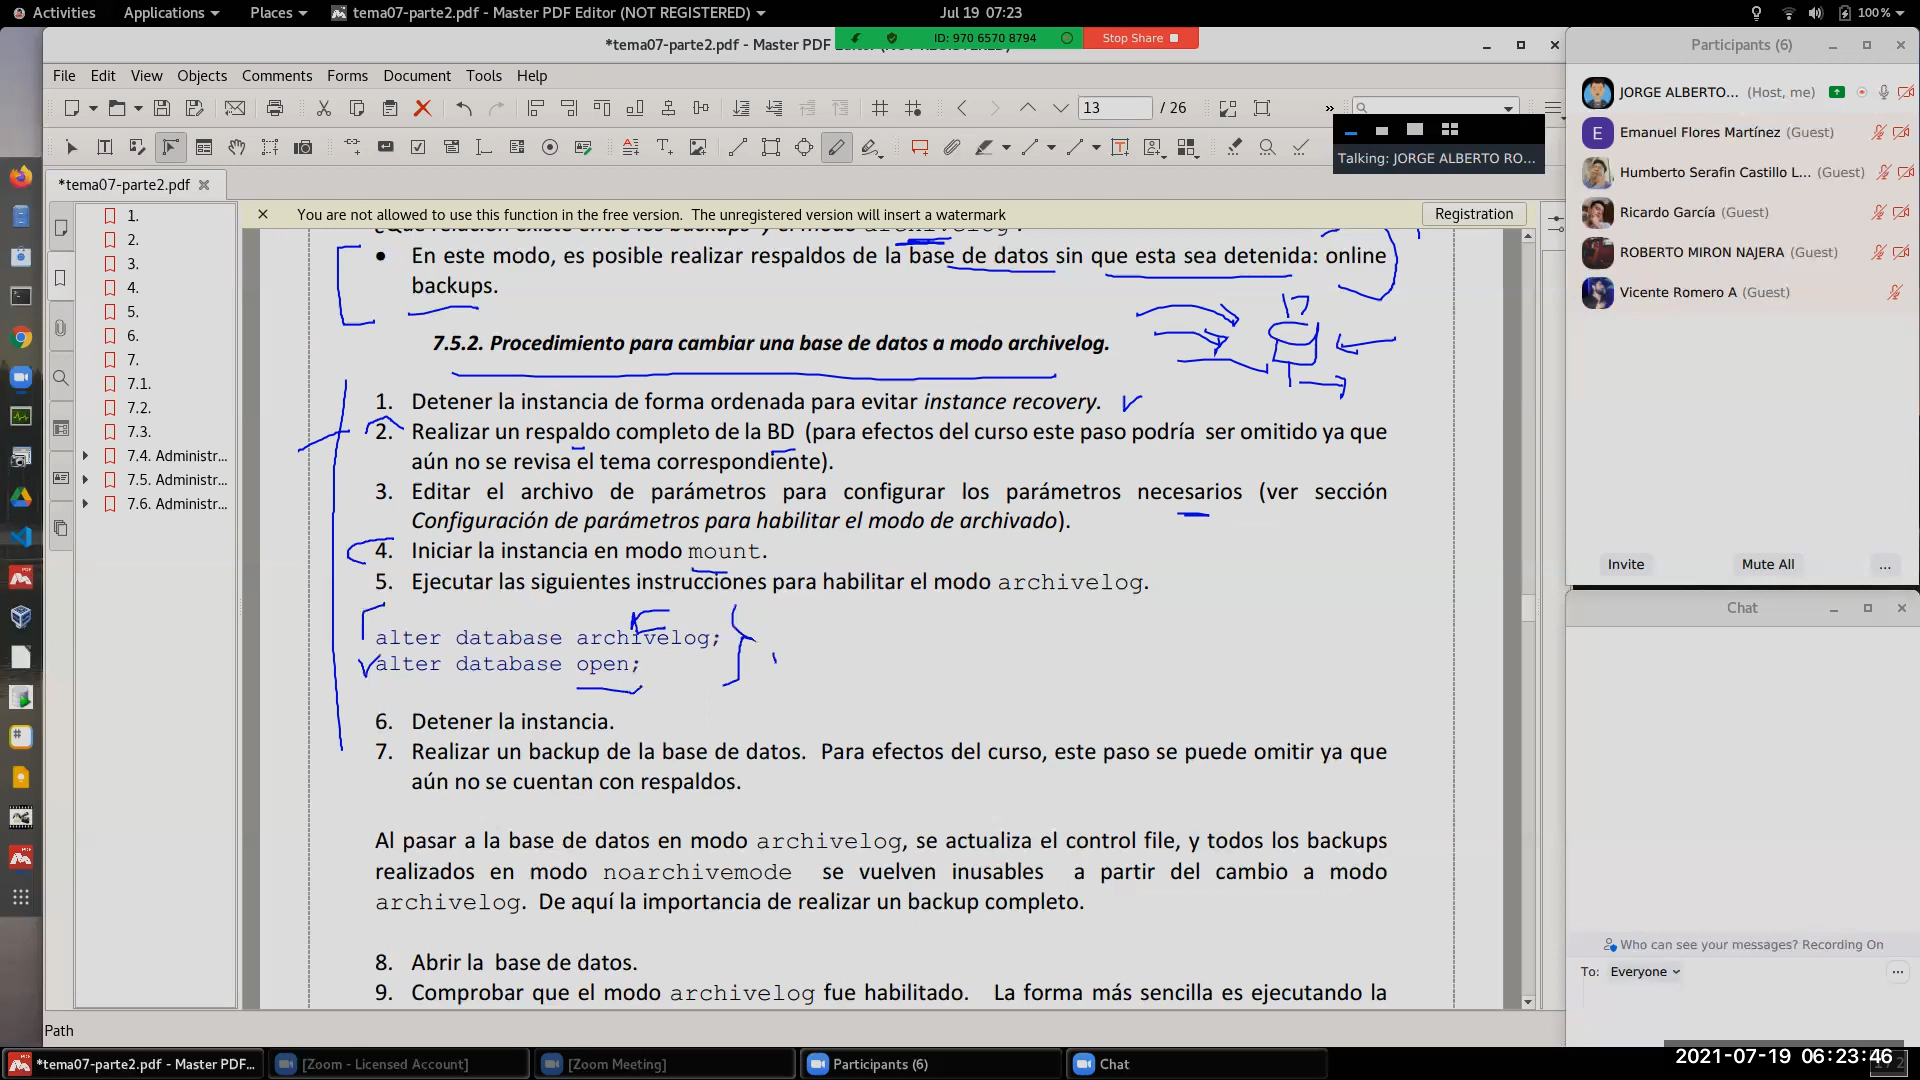 Activities Applications Places tema07-parte2.pdf - Master PDF Editor (NOT REGISTERED) Jul 19 07:23 100%
*tema07-parte2.pdf - Master PDF
ID: 970 6570 8794 Stop Share
File Edit View Objects Comments Forms Document Tools Help
13 / 26
Talking: JORGE ALBERTO RO...
*tema07-parte2.pdf
You are not allowed to use this function in the free version. The unregistered version will insert a watermark Registration
1.
2.
3.
4.
5.
6.
7.
7.1.
7.2.
7.3.
7.4. Administr...
7.5. Administr...
7.6. Administr...
¿Qué relación existe entre los backups y el modo archivelog?
• En este modo, es posible realizar respaldos de la base de datos sin que esta sea detenida: online
backups.
7.5.2. Procedimiento para cambiar una base de datos a modo archivelog.
1. Detener la instancia de forma ordenada para evitar instance recovery.
2. Realizar un respaldo completo de la BD (para efectos del curso este paso podría ser omitido ya que
aún no se revisa el tema correspondiente).
3. Editar el archivo de parámetros para configurar los parámetros necesarios (ver sección
Configuración de parámetros para habilitar el modo de archivado).
4. Iniciar la instancia en modo mount.
5. Ejecutar las siguientes instrucciones para habilitar el modo archivelog.
alter database archivelog;
alter database open;
6. Detener la instancia.
7. Realizar un backup de la base de datos. Para efectos del curso, este paso se puede omitir ya que
aún no se cuentan con respaldos.
Al pasar a la base de datos en modo archivelog, se actualiza el control file, y todos los backups
realizados en modo noarchivemode se vuelven inusables a partir del cambio a modo
archivelog. De aquí la importancia de realizar un backup completo.
8. Abrir la base de datos.
9. Comprobar que el modo archivelog fue habilitado. La forma más sencilla es ejecutando la
Path
Participants (6)
JORGE ALBERTO... (Host, me)
E Emanuel Flores Martínez (Guest)
Humberto Serafin Castillo L... (Guest)
Ricardo García (Guest)
ROBERTO MIRON NAJERA (Guest)
Vicente Romero A (Guest)
Invite Mute All ...
Chat
Who can see your messages? Recording On
To: Everyone
*tema07-parte2.pdf - Master PDF... [Zoom - Licensed Account] [Zoom Meeting] Participants (6) Chat
2021-07-19 06:23:46